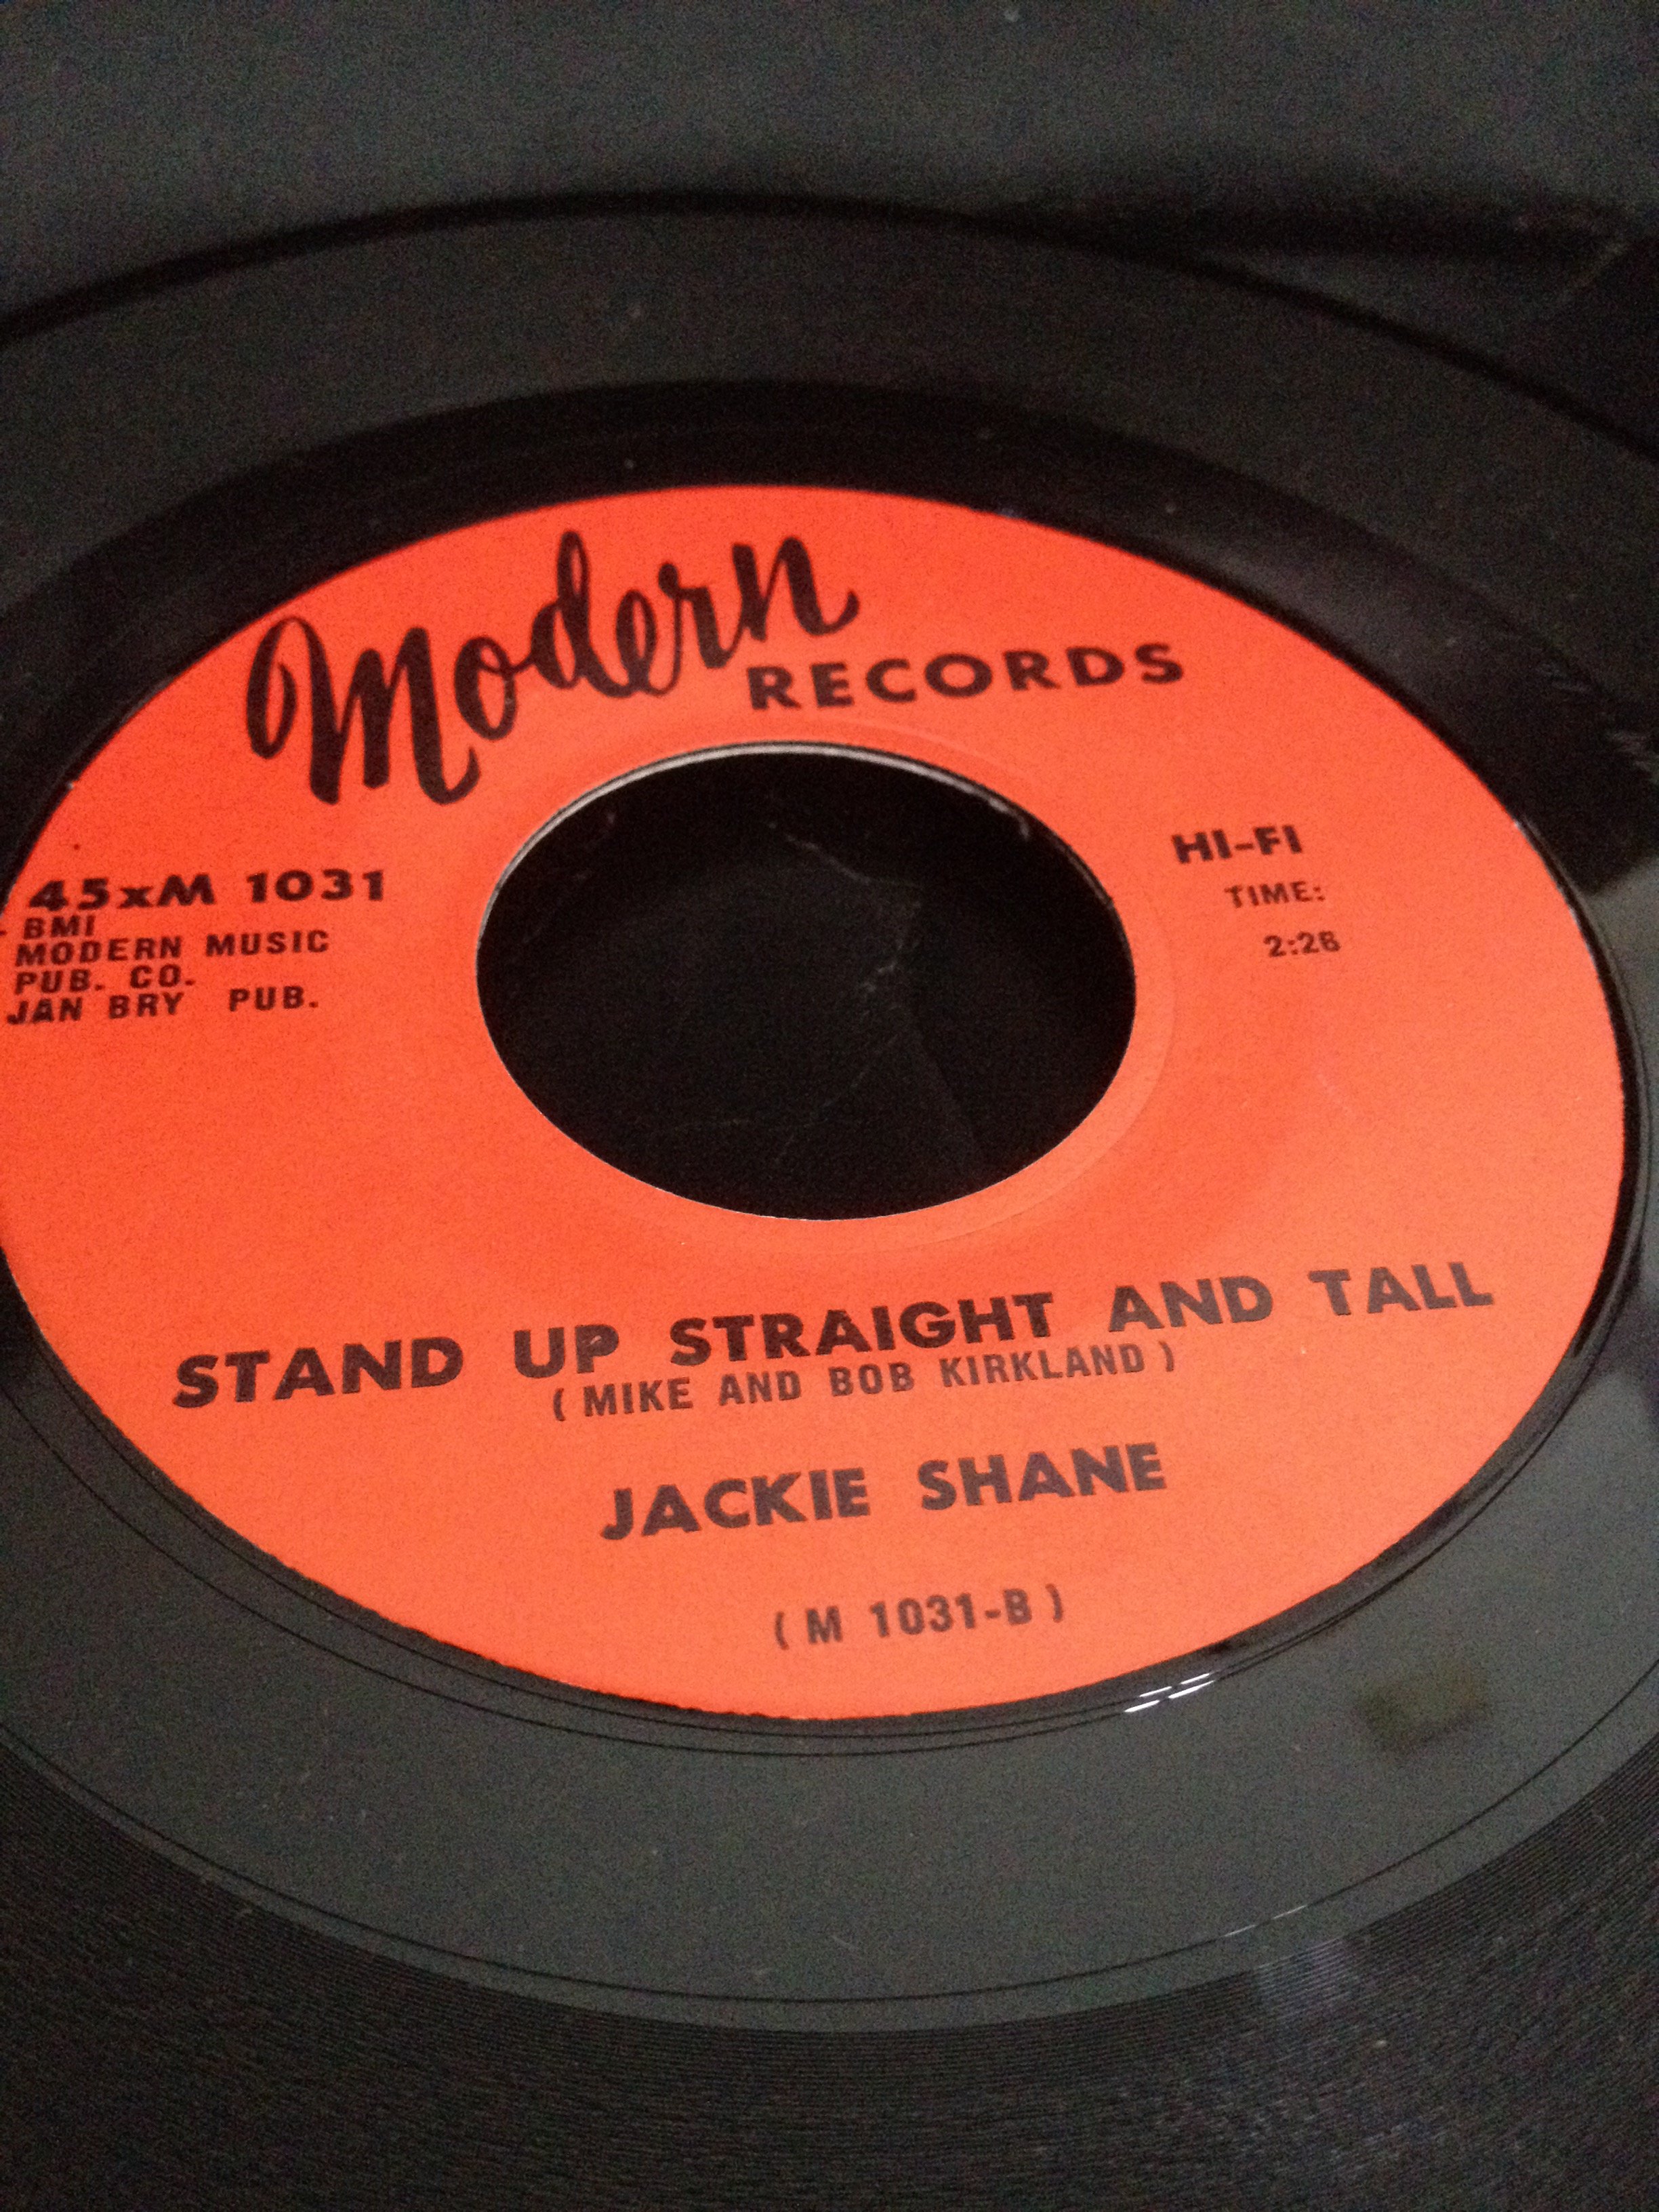 Modern
RECORDS
45xM 1031
BMI
MODERN MUSIC
PUB. CO.
JAN BRY PUB.
HI-FI
TIME:
2:28
STAND UP STRAIGHT AND TALL
( MIKE AND BOB KIRKLAND )
JACKIE SHANE
( M 1031-B )